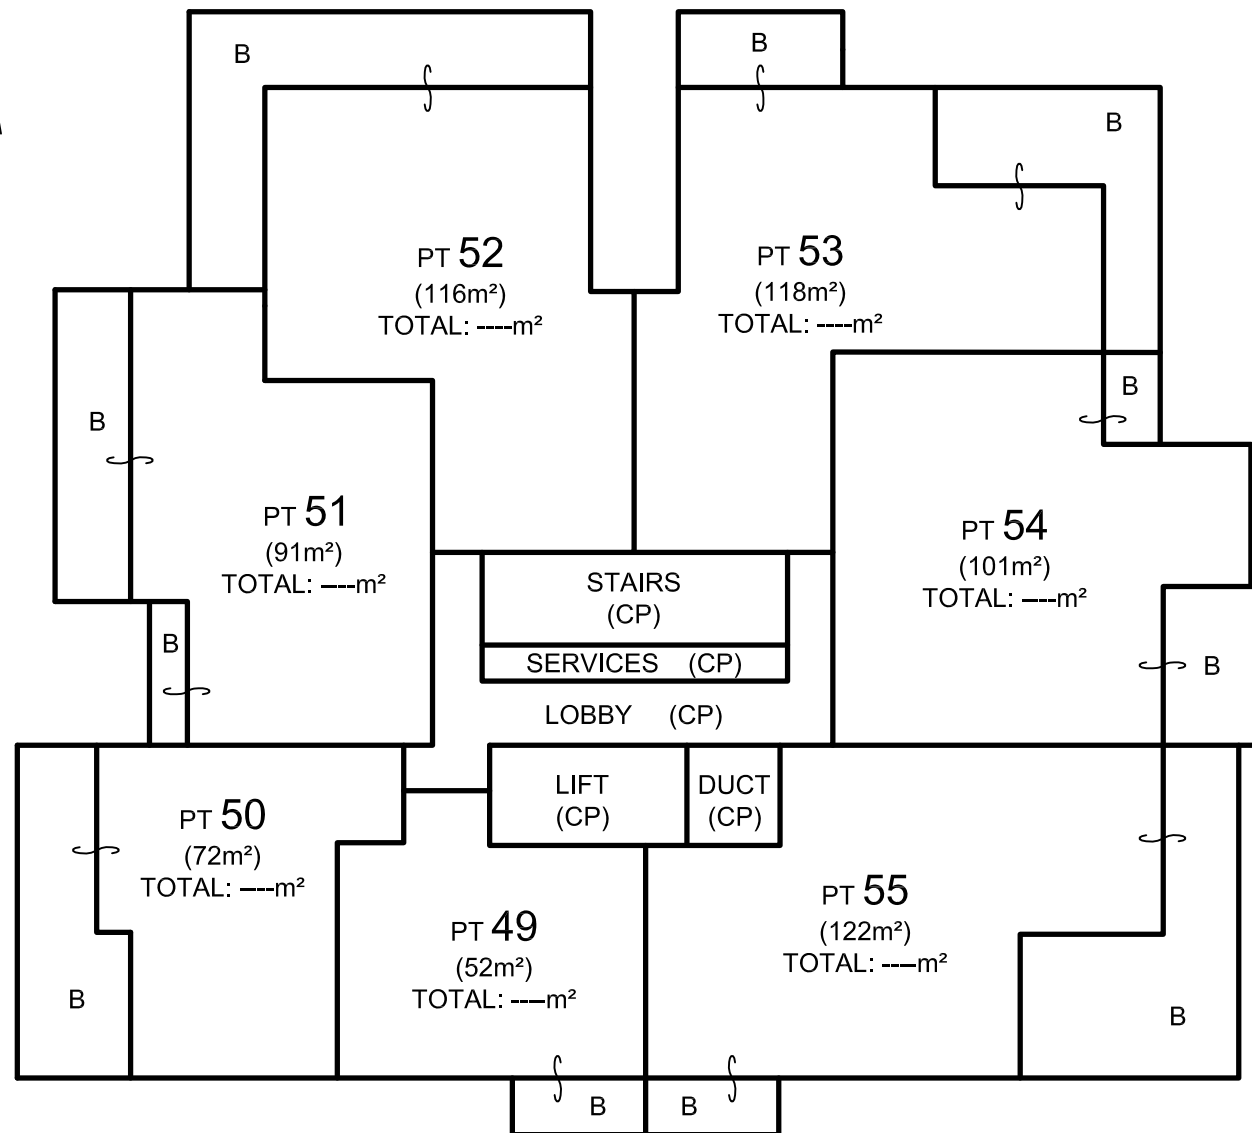 B
B
B
PT 52
(116m²)
TOTAL: ----m²
PT 53
(118m²)
TOTAL: ----m²
B
B
PT 51
(91m²)
TOTAL: ----m²
PT 54
(101m²)
TOTAL: ----m²
STAIRS
(CP)
B
SERVICES (CP)
B
LOBBY (CP)
LIFT
(CP)
DUCT
(CP)
PT 50
(72m²)
TOTAL: ----m²
PT 55
(122m²)
TOTAL: ----m²
PT 49
(52m²)
TOTAL: ----m²
B
B
B
B